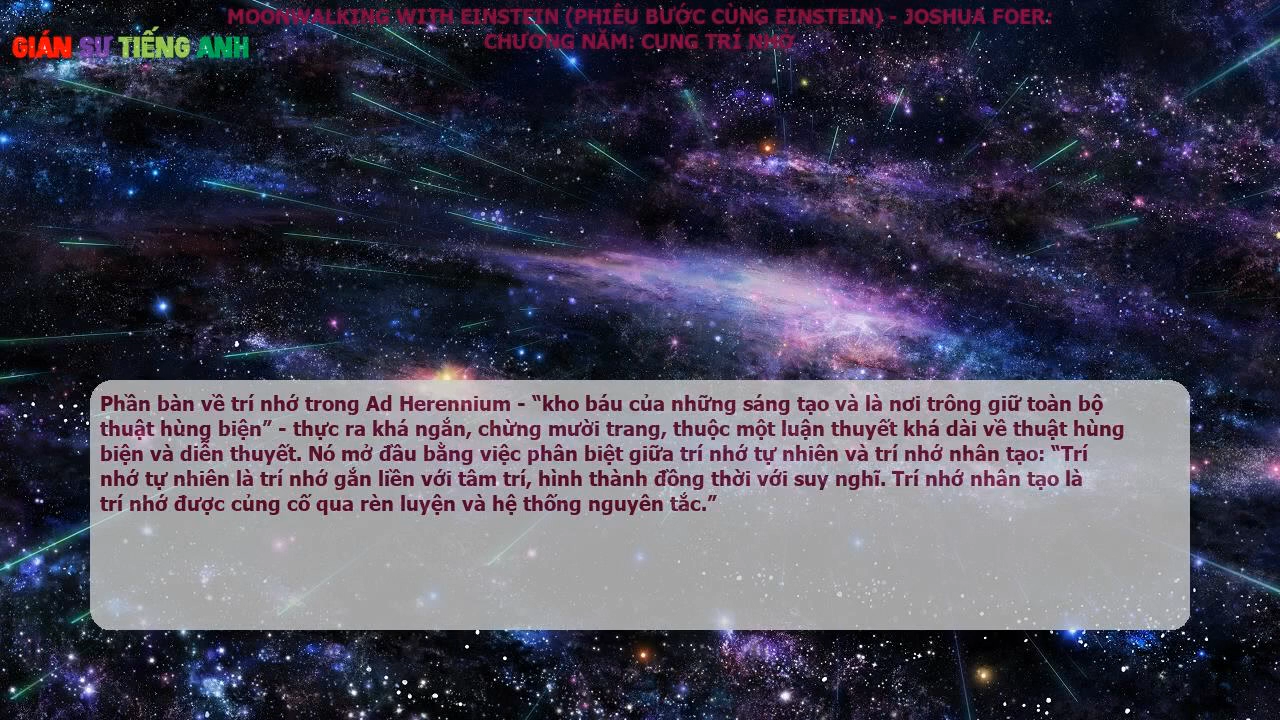 MOONWALKING WITH EINSTEIN (PHIÊU BƯỚC CÙNG EINSTEIN) - JOSHUA FOER:
CHƯƠNG NĂM: CUNG TRÍ NHỚ
GIÁN SƯ TIẾNG ANH
Phần bàn về trí nhớ trong Ad Herennium - “kho báu của những sáng tạo và là nơi trông giữ toàn bộ
thuật hùng biện” - thực ra khá ngắn, chừng mười trang, thuộc một luận thuyết khá dài về thuật hùng
biện và diễn thuyết. Nó mở đầu bằng việc phân biệt giữa trí nhớ tự nhiên và trí nhớ nhân tạo: “Trí
nhớ tự nhiên là trí nhớ gắn liền với tâm trí, hình thành đồng thời với suy nghĩ. Trí nhớ nhân tạo là
trí nhớ được củng cố qua rèn luyện và hệ thống nguyên tắc.”